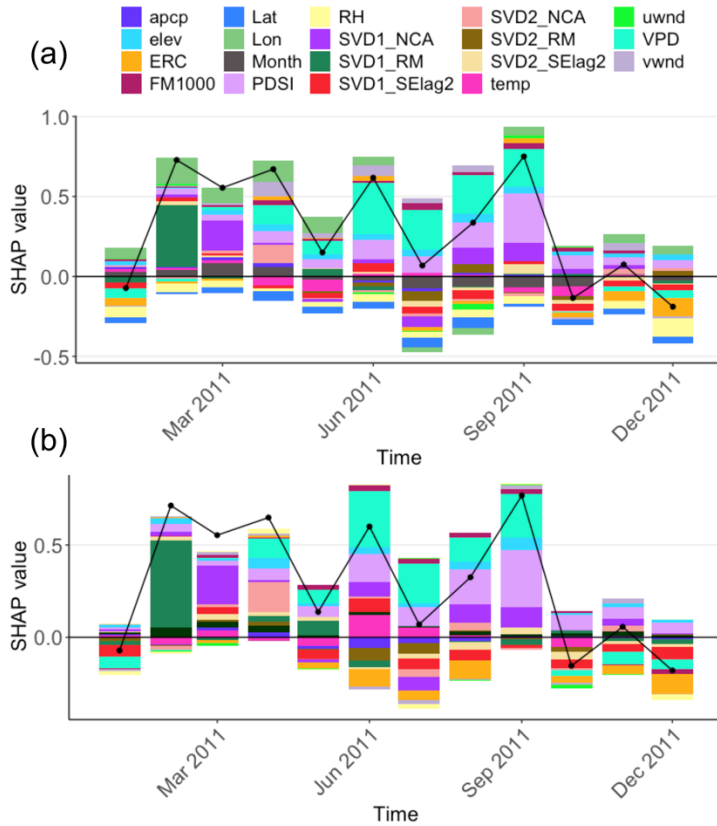 apcp Lat RH SVD2_NCA uwnd
elev Lon SVD1_NCA SVD2_RM VPD
ERC Month SVD1_RM SVD2_SElag2 vwnd
FM1000 PDSI SVD1_SElag2 temp
(a)
1.0
0.5
0.0
-0.5
SHAP value
Mar 2011 Jun 2011 Sep 2011 Dec 2011
Time
(b)
0.5
0.0
SHAP value
Mar 2011 Jun 2011 Sep 2011 Dec 2011
Time